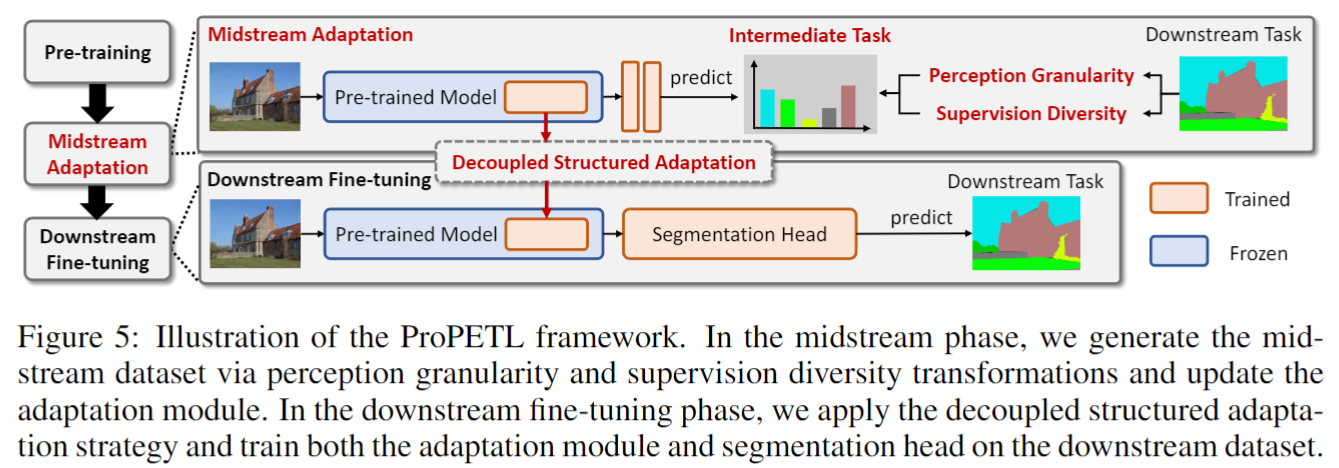 Pre-training
Midstream
Adaptation
Downstream
Fine-tuning
Midstream Adaptation
Pre-trained Model
predict
Intermediate Task
Perception Granularity
Supervision Diversity
Downstream Task
Decoupled Structured Adaptation
Downstream Fine-tuning
Pre-trained Model
Segmentation Head
predict
Downstream Task
Trained
Frozen
Figure 5: Illustration of the ProPETL framework. In the midstream phase, we generate the mid-
stream dataset via perception granularity and supervision diversity transformations and update the
adaptation module. In the downstream fine-tuning phase, we apply the decoupled structured adapta-
tion strategy and train both the adaptation module and segmentation head on the downstream dataset.